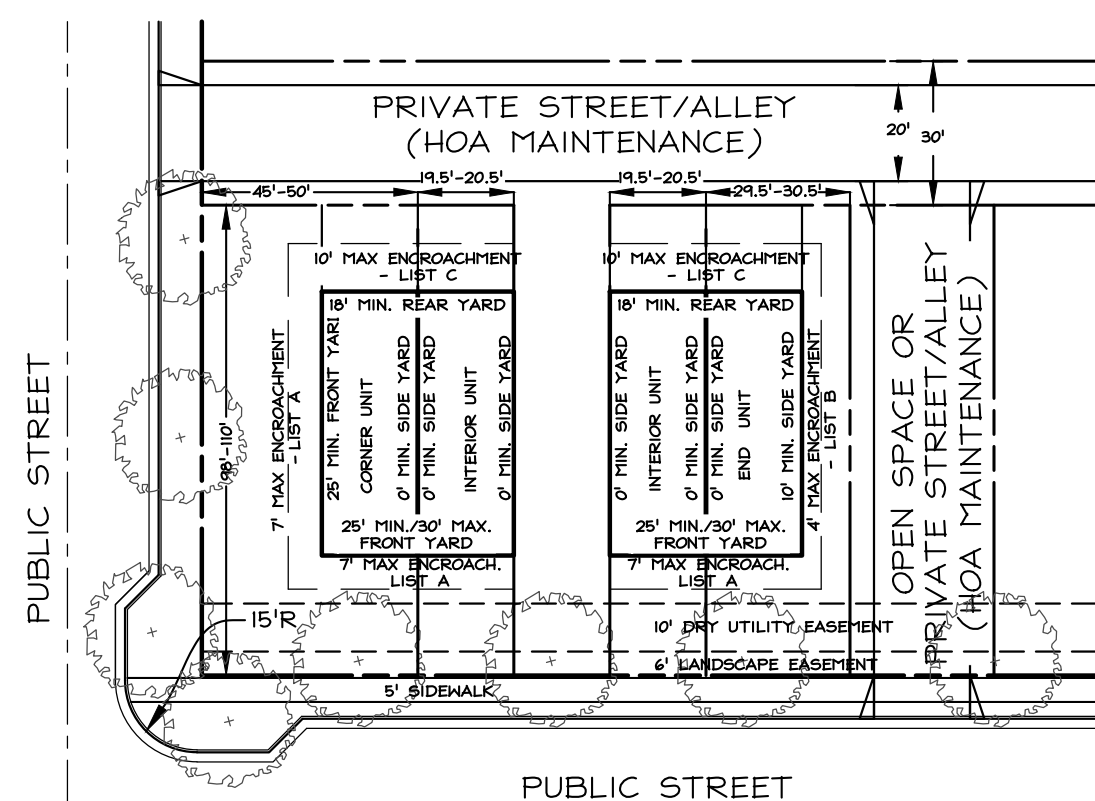 PRIVATE STREET/ALLEY
(HOA MAINTENANCE)
20'
30'
45'-50'
19.5'-20.5'
19.5'-20.5'
29.5'-30.5'
10' MAX ENCROACHMENT
- LIST C
10' MAX ENCROACHMENT
- LIST C
18' MIN. REAR YARD
18' MIN. REAR YARD
PUBLIC STREET
98'-110'
7' MAX ENCROACHMENT
- LIST A
25' MIN. FRONT YARI
CORNER UNIT
0' MIN. SIDE YARD
0' MIN. SIDE YARD
INTERIOR UNIT
0' MIN. SIDE YARD
0' MIN. SIDE YARD
INTERIOR UNIT
0' MIN. SIDE YARD
0' MIN. SIDE YARD
END UNIT
10' MIN. SIDE YARD
4' MAX ENCROACHMENT
- LIST B
OPEN SPACE OR
PRIVATE STREET/ALLEY
(HOA MAINTENANCE)
25' MIN./30' MAX.
FRONT YARD
25' MIN./30' MAX.
FRONT YARD
7' MAX ENCROACH.
LIST A
7' MAX ENCROACH.
LIST A
15'R
10' DRY UTILITY EASEMENT
6' LANDSCAPE EASEMENT
5' SIDEWALK
PUBLIC STREET